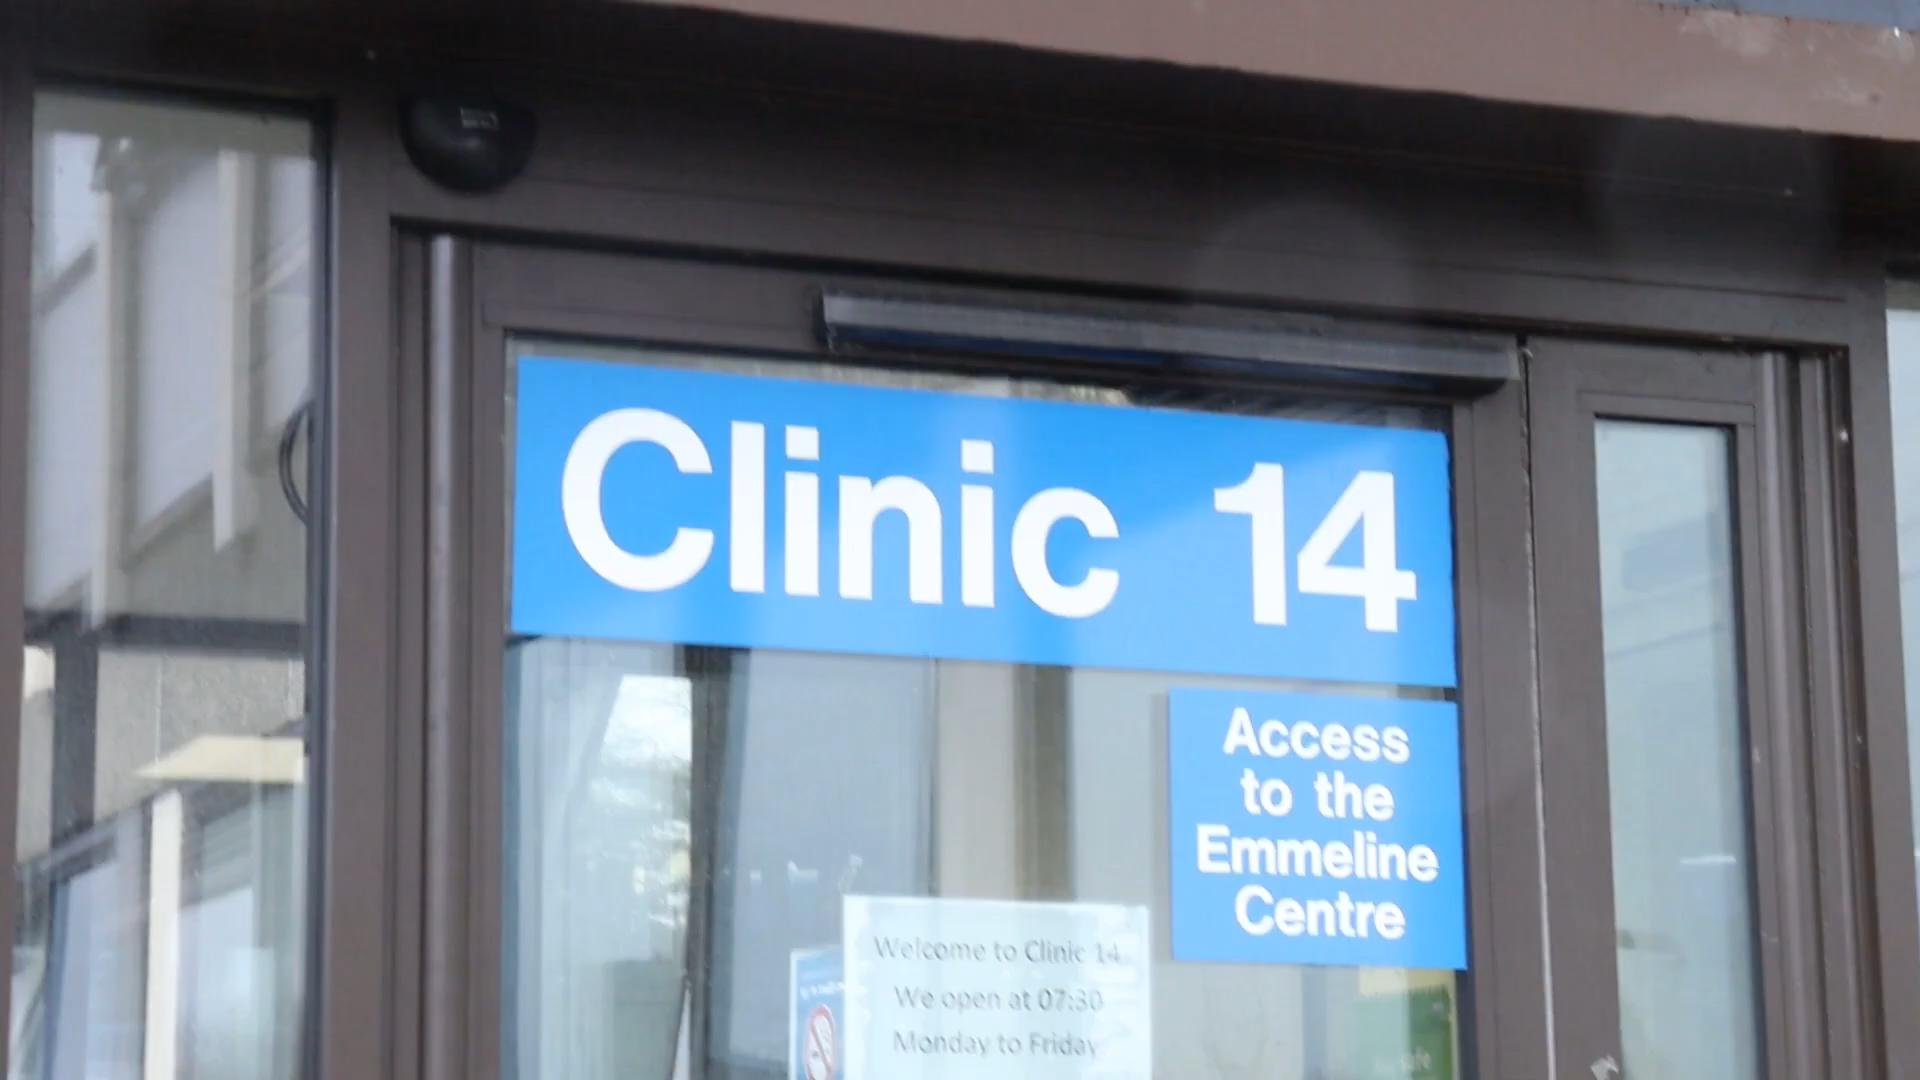 Clinic 14
Access
to the
Emmeline
Centre
Welcome to Clinic 14
We open at 07:30
Monday to Friday